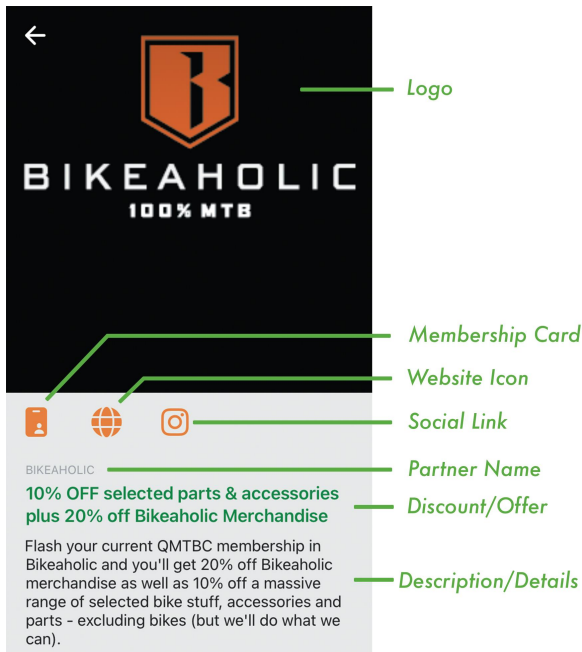 BIKEAHOLIC
100% MTB
Logo
Membership Card
Website Icon
Social Link
BIKEAHOLIC
Partner Name
10% OFF selected parts & accessories
plus 20% off Bikeaholic Merchandise
Discount/Offer
Flash your current QMTBC membership in
Bikeaholic and you'll get 20% off Bikeaholic
merchandise as well as 10% off a massive
range of selected bike stuff, accessories and
parts - excluding bikes (but we'll do what we
can).
Description/Details